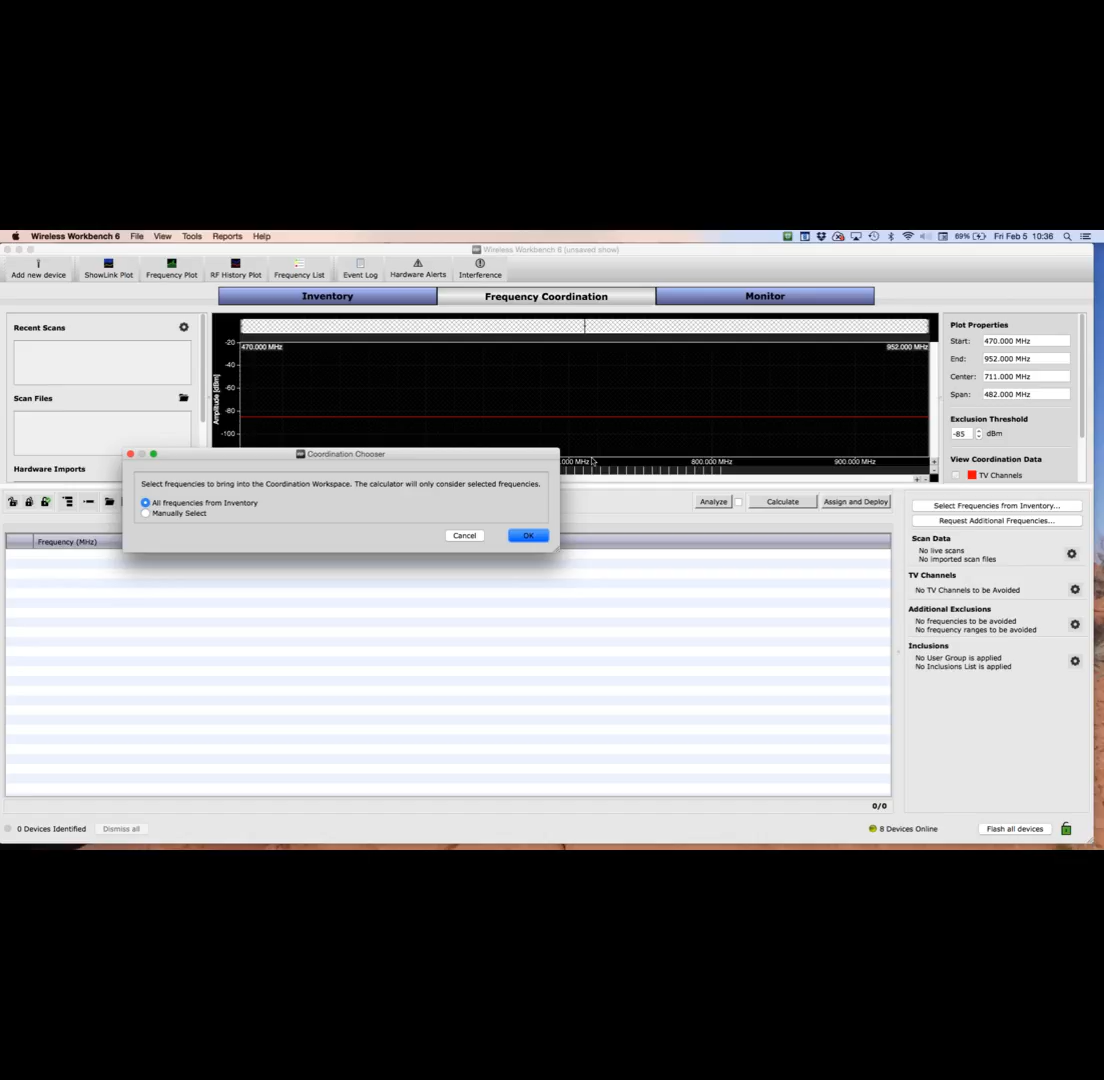 Wireless Workbench 6 File View Tools Reports Help 89% Fri Feb 5 10:36
Wireless Workbench 6 (unsaved show)
Add new device ShowLink Plot Frequency Plot RF History Plot Frequency List Event Log Hardware Alerts Interference
Inventory Frequency Coordination Monitor
Recent Scans
Scan Files
Hardware Imports
Amplitude [dBm]
-20
-40
-60
-80
-100
470.000 MHz 952.000 MHz
.000 MHz 800.000 MHz 900.000 MHz
Plot Properties
Start: 470.000 MHz
End: 952.000 MHz
Center: 711.000 MHz
Span: 482.000 MHz
Exclusion Threshold
-85 dBm
View Coordination Data
TV Channels
Coordination Chooser
Select frequencies to bring into the Coordination Workspace. The calculator will only consider selected frequencies.
All frequencies from Inventory
Manually Select
Cancel OK
Analyze Calculate Assign and Deploy
Frequency (MHz)
Select Frequencies from Inventory...
Request Additional Frequencies...
Scan Data
No live scans
No imported scan files
TV Channels
No TV Channels to be Avoided
Additional Exclusions
No frequencies to be avoided
No frequency ranges to be avoided
Inclusions
No User Group is applied
No Inclusions List is applied
0/0
0 Devices Identified Dismiss all 8 Devices Online Flash all devices